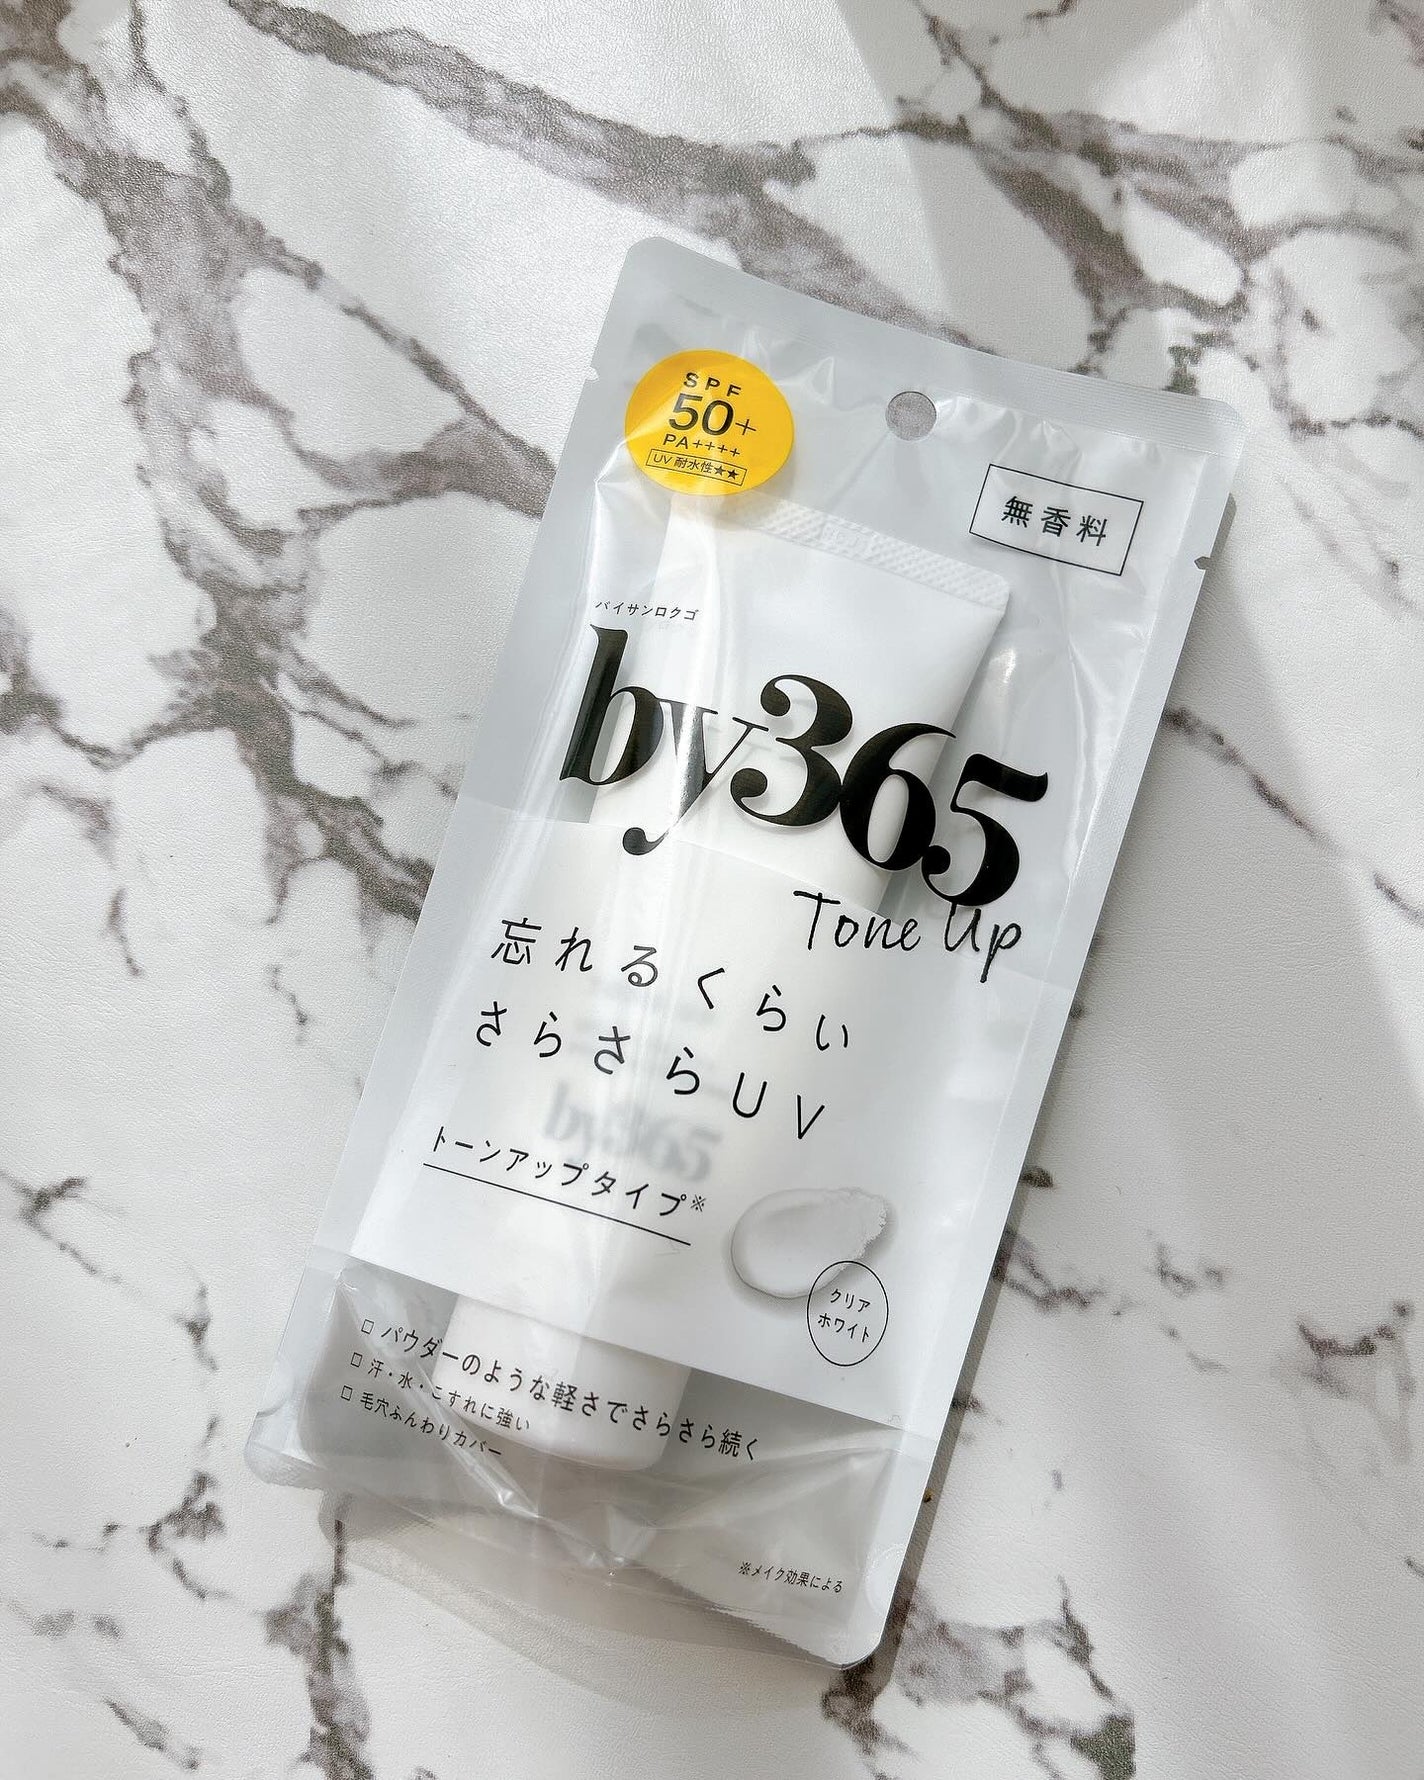 SPF
50+
PA++++
UV 耐水性★★
無香料
バイサンロクゴ
by365
Tone Up
忘れるくらい
さらさらUV
by365
トーンアップタイプ※
クリア
ホワイト
□ パウダーのような軽さでさらさら続く
□ 汗・水・こすれに強い
□ 毛穴ふんわりカバー
※メイク効果による